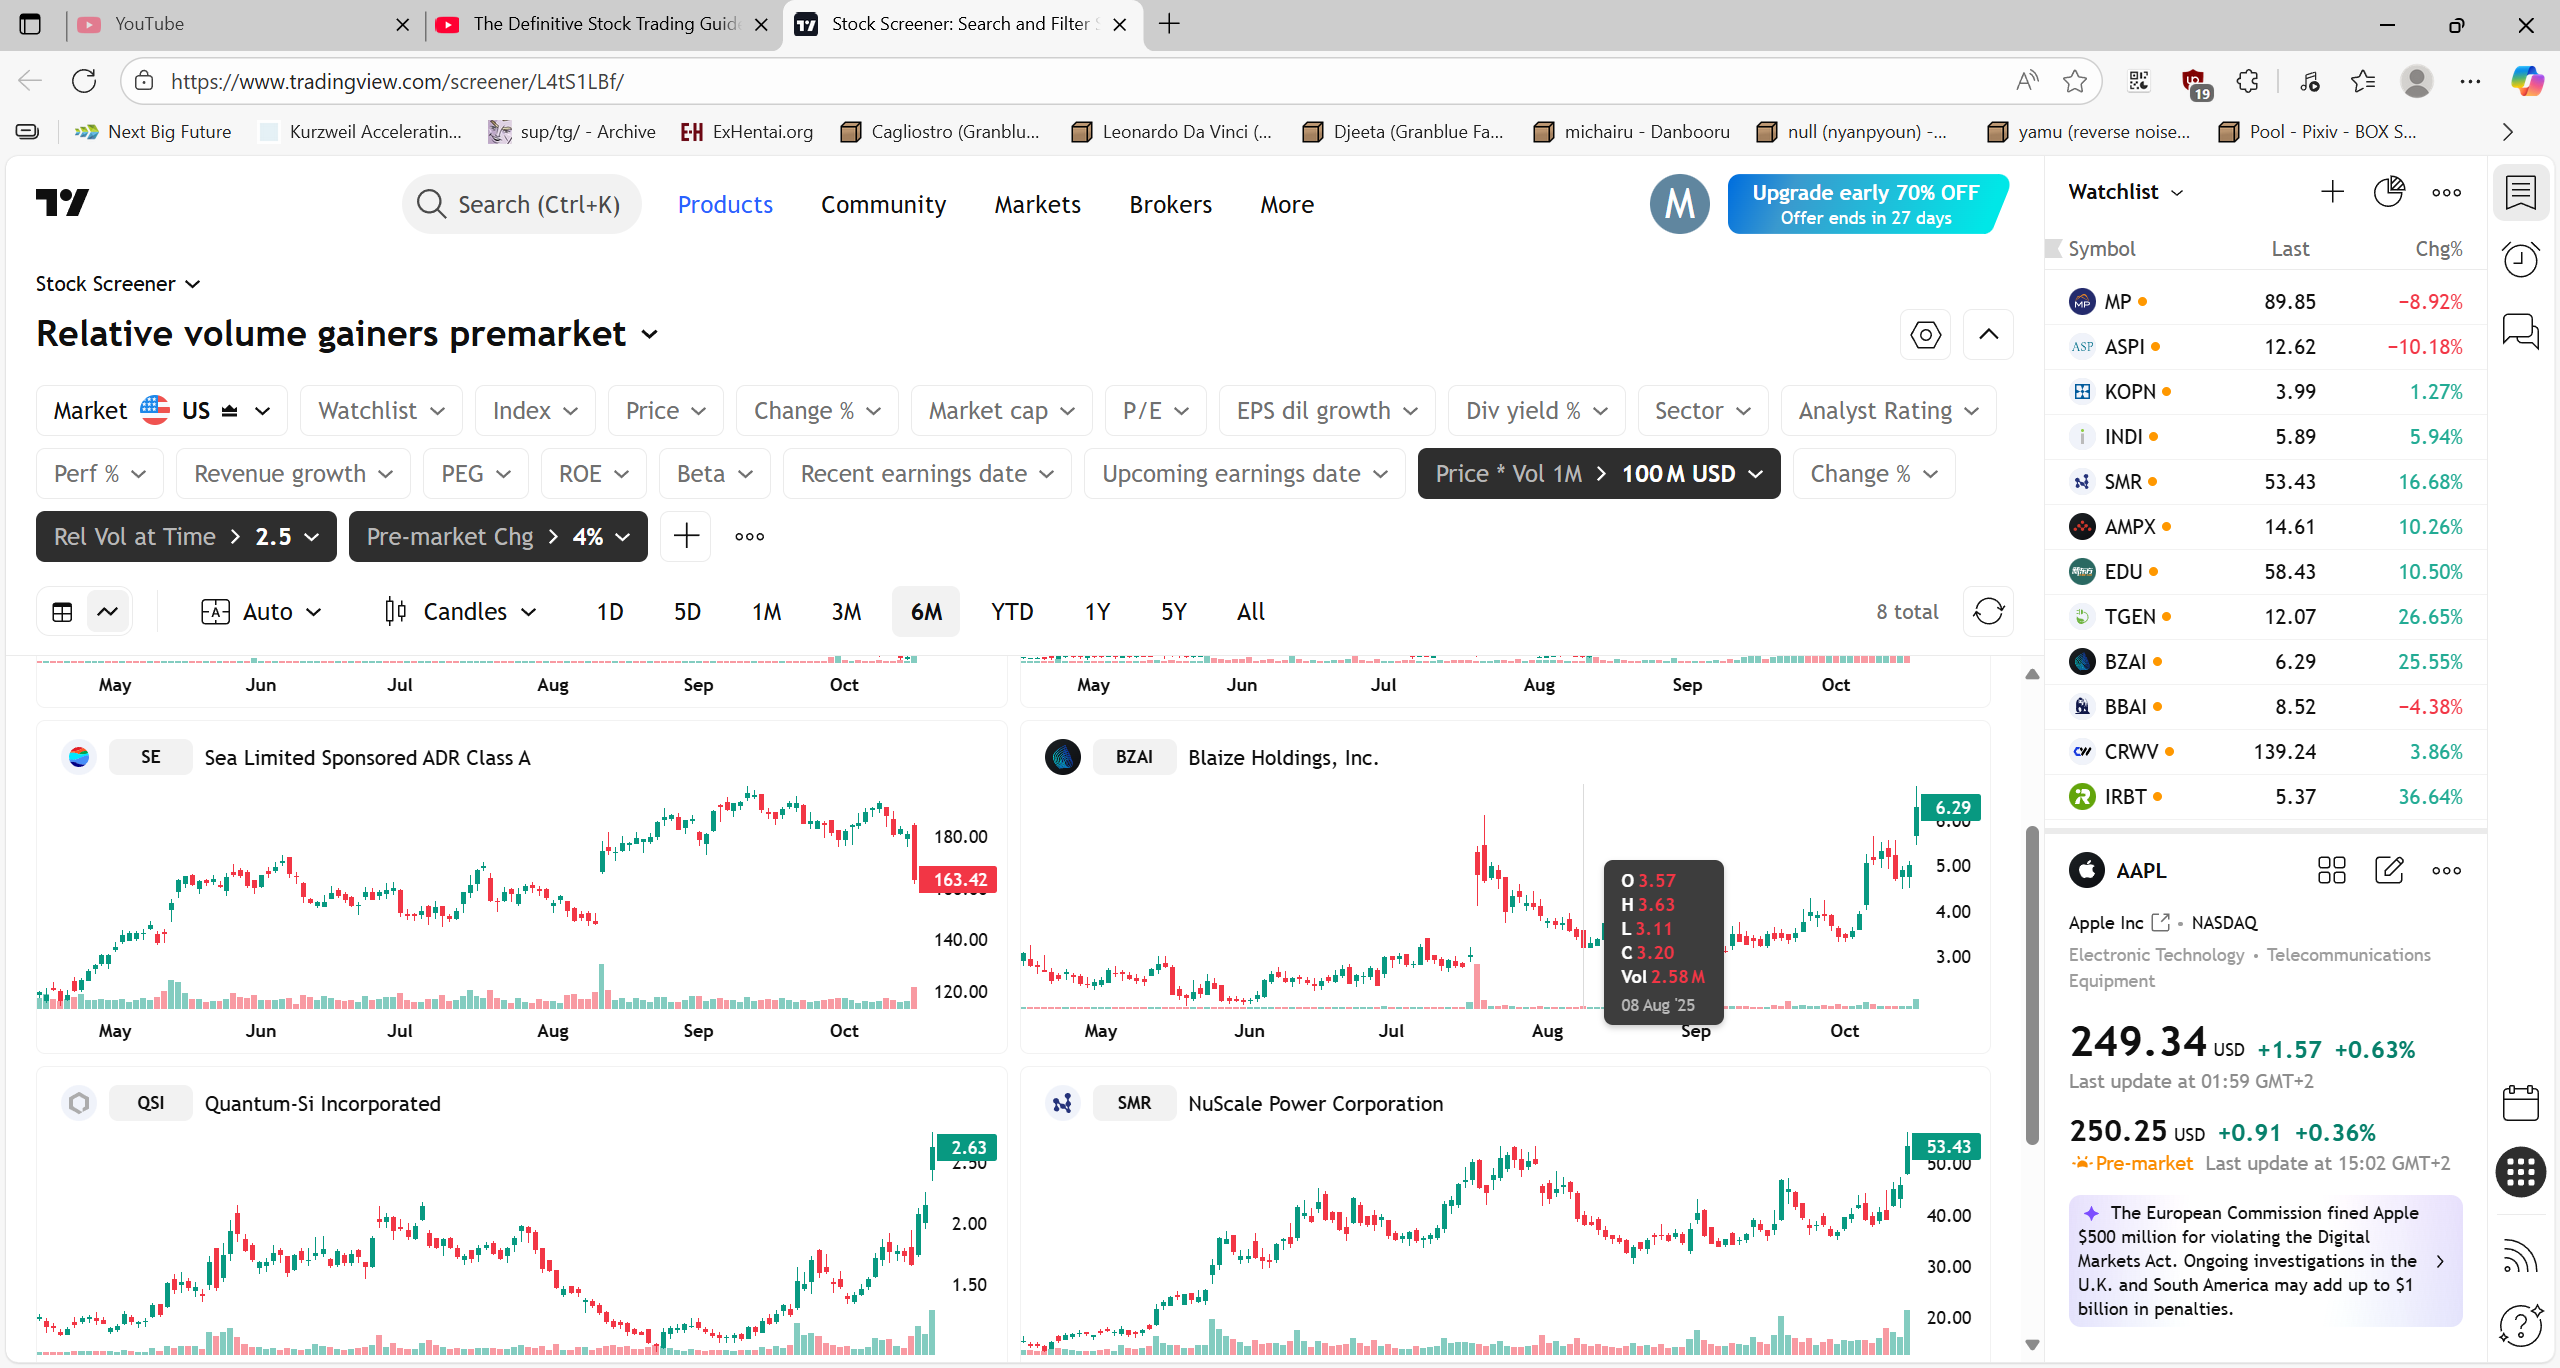 YouTube
The Definitive Stock Trading Guid
Stock Screener: Search and Filter S
https://www.tradingview.com/screener/L4tS1LBf/
19
Next Big Future
Kurzweil Acceleratin...
sup/tg/ - Archive
E-H ExHentai.org
Cagliostro (Granblu...
Leonardo Da Vinci (...
Djeeta (Granblue Fa...
michairu - Danbooru
null (nyanpyoun) -...
yamu (reverse noise...
Pool - Pixiv - BOX S...
Search (Ctrl+K)
Products
Community
Markets
Brokers
More
M
Upgrade early 70% OFF
Offer ends in 27 days
Stock Screener
Relative volume gainers premarket
Market US
Watchlist
Index
Price
Change %
Market cap
P/E
EPS dil growth
Div yield %
Sector
Analyst Rating
Perf %
Revenue growth
PEG
ROE
Beta
Recent earnings date
Upcoming earnings date
Price * Vol 1M > 100 M USD
Change %
Rel Vol at Time > 2.5
Pre-market Chg > 4%
Auto
Candles
1D
5D
1M
3M
6M
YTD
1Y
5Y
All
8 total
May Jun Jul Aug Sep Oct
May Jun Jul Aug Sep Oct
SE Sea Limited Sponsored ADR Class A
180.00
163.42
140.00
120.00
May Jun Jul Aug Sep Oct
BZAI Blaize Holdings, Inc.
6.29
6.00
5.00
4.00
3.00
O 3.57
H 3.63
L 3.11
C 3.20
Vol 2.58 M
08 Aug '25
May Jun Jul Aug Sep Oct
QSI Quantum-Si Incorporated
2.63
2.50
2.00
1.50
SMR NuScale Power Corporation
53.43
50.00
40.00
30.00
20.00
Watchlist
Symbol Last Chg%
MP 89.85 −8.92%
ASPI 12.62 −10.18%
KOPN 3.99 1.27%
INDI 5.89 5.94%
SMR 53.43 16.68%
AMPX 14.61 10.26%
EDU 58.43 10.50%
TGEN 12.07 26.65%
BZAI 6.29 25.55%
BBAI 8.52 −4.38%
CRWV 139.24 3.86%
IRBT 5.37 36.64%
AAPL
Apple Inc • NASDAQ
Electronic Technology • Telecommunications
Equipment
249.34 USD +1.57 +0.63%
Last update at 01:59 GMT+2
250.25 USD +0.91 +0.36%
Pre-market Last update at 15:02 GMT+2
The European Commission fined Apple
$500 million for violating the Digital
Markets Act. Ongoing investigations in the
U.K. and South America may add up to $1
billion in penalties.